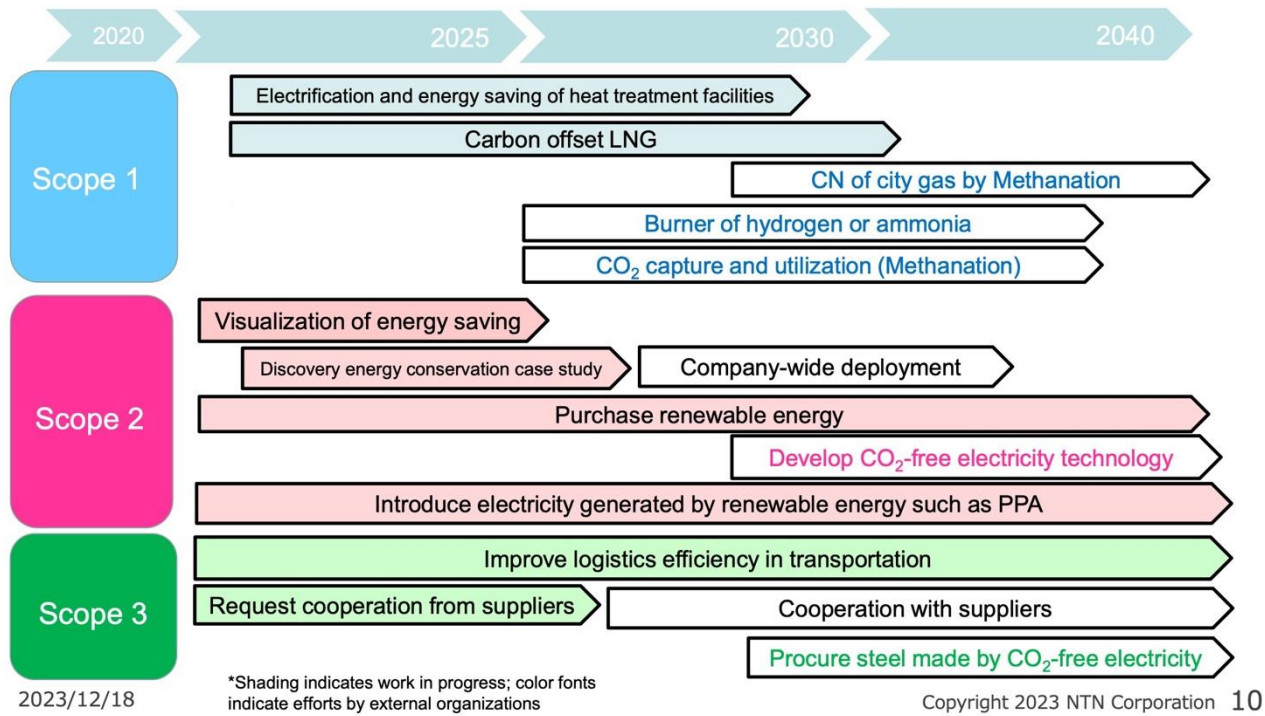 2020
2025
2030
2040
Scope 1
Electrification and energy saving of heat treatment facilities
Carbon offset LNG
CN of city gas by Methanation
Burner of hydrogen or ammonia
CO₂ capture and utilization (Methanation)
Scope 2
Visualization of energy saving
Discovery energy conservation case study
Company-wide deployment
Purchase renewable energy
Develop CO₂-free electricity technology
Introduce electricity generated by renewable energy such as PPA
Scope 3
Improve logistics efficiency in transportation
Request cooperation from suppliers
Cooperation with suppliers
Procure steel made by CO₂-free electricity
*Shading indicates work in progress; color fonts
indicate efforts by external organizations
2023/12/18
Copyright 2023 NTN Corporation 10